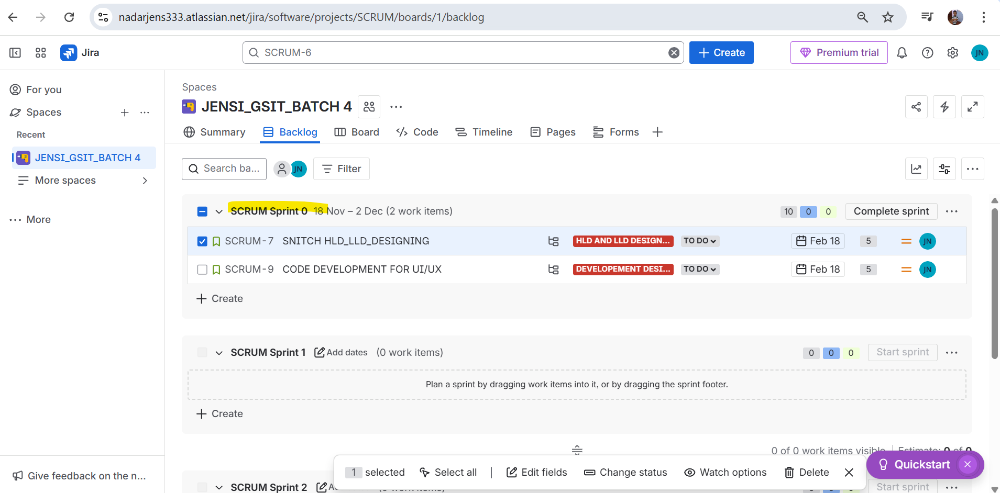 nadarjens333.atlassian.net/jira/software/projects/SCRUM/boards/1/backlog
Jira
SCRUM-6
Create
Premium trial
JN
For you
Spaces
Recent
JENSI_GSIT_BATCH 4
More spaces
More
Give feedback on the n...
Spaces
JENSI_GSIT_BATCH 4
Summary
Backlog
Board
Code
Timeline
Pages
Forms
Search ba...
JN
Filter
SCRUM Sprint 0 18 Nov – 2 Dec (2 work items)
10 0 0
Complete sprint
SCRUM-7 SNITCH HLD_LLD_DESIGNING HLD AND LLD DESIGN... TO DO Feb 18 5 JN
SCRUM-9 CODE DEVELOPMENT FOR UI/UX DEVELOPEMENT DESI... TO DO Feb 18 5 JN
Create
SCRUM Sprint 1 Add dates (0 work items)
0 0 0
Start sprint
Plan a sprint by dragging work items into it, or by dragging the sprint footer.
Create
0 of 0 work items visible Estimate: 0 of 0
1 selected
Select all
Edit fields
Change status
Watch options
Delete
Quickstart
SCRUM Sprint 2
Start sprint